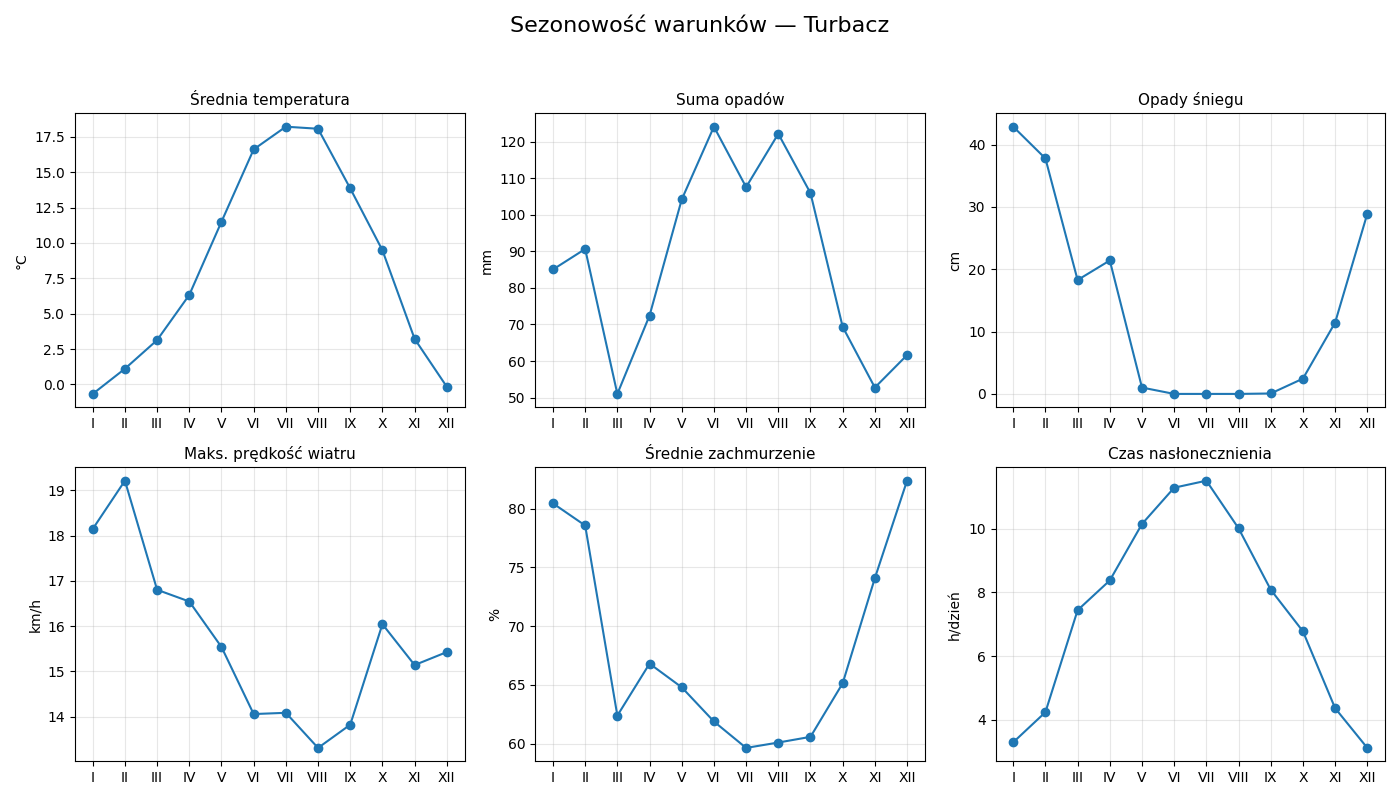 Sezonowość warunków — Turbacz
Średnia temperatura
°C
17.5
15.0
12.5
10.0
7.5
5.0
2.5
0.0
I II III IV V VI VII VIII IX X XI XII
Suma opadów
mm
120
110
100
90
80
70
60
50
I II III IV V VI VII VIII IX X XI XII
Opady śniegu
cm
40
30
20
10
0
I II III IV V VI VII VIII IX X XI XII
Maks. prędkość wiatru
km/h
19
18
17
16
15
14
I II III IV V VI VII VIII IX X XI XII
Średnie zachmurzenie
%
80
75
70
65
60
I II III IV V VI VII VIII IX X XI XII
Czas nasłonecznienia
h/dzień
10
8
6
4
I II III IV V VI VII VIII IX X XI XII